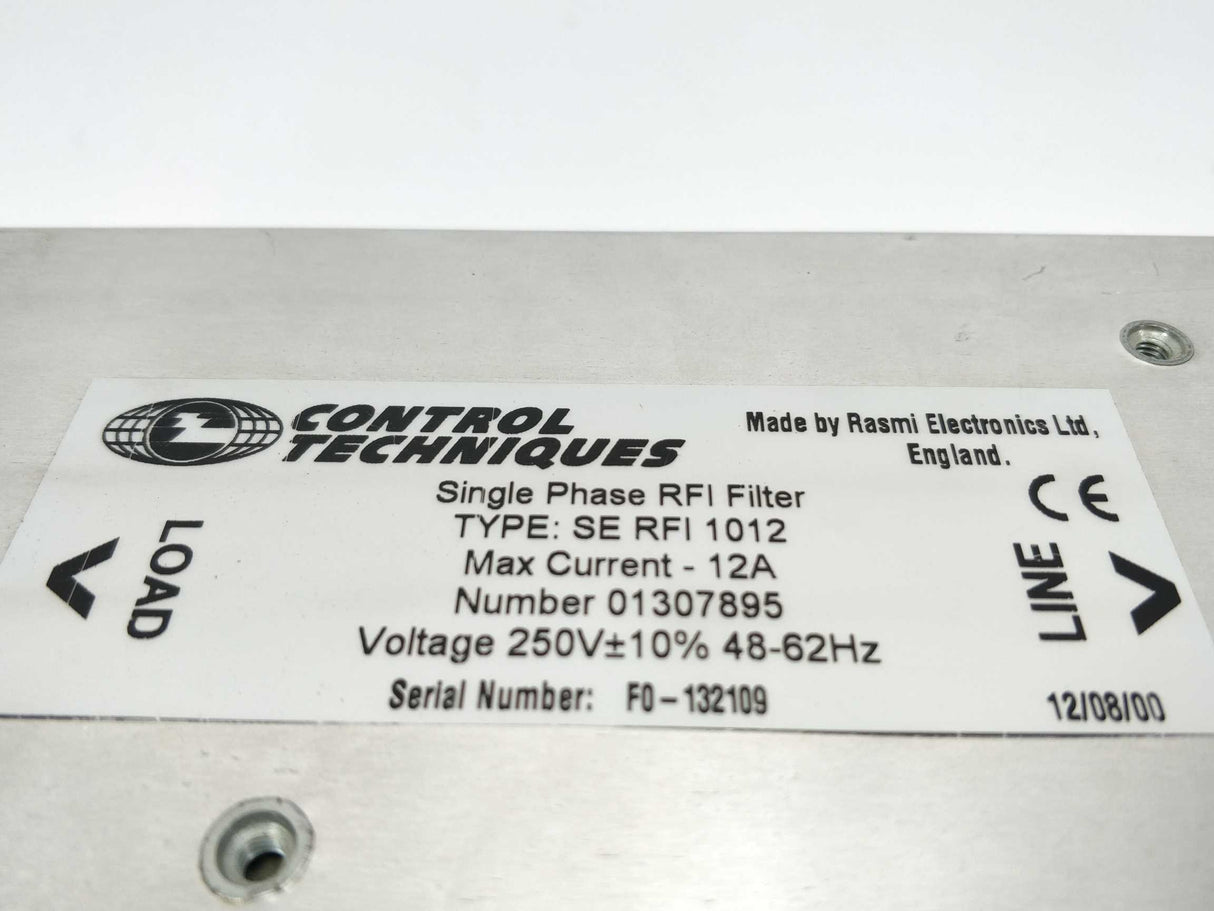 CONTROL
TECHNIQUES
Made by Rasmi Electronics Ltd,
England.
Single Phase RFI Filter
TYPE: SE RFI 1012
Max Current - 12A
Number 01307895
Voltage 250V±10% 48-62Hz
Serial Number: F0-132109
LOAD
CE
LINE
12/08/00